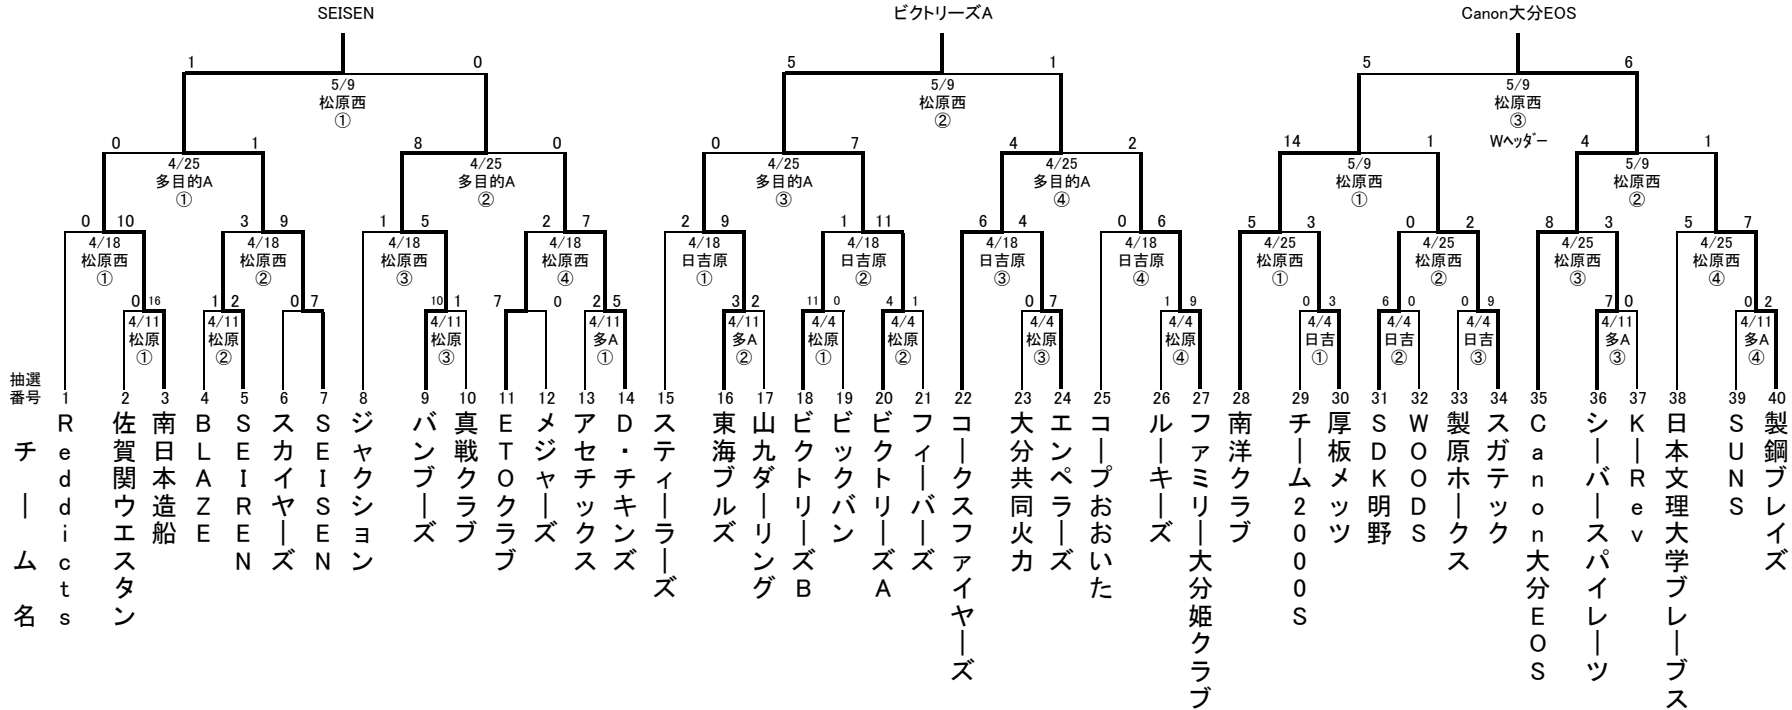 SEISEN ビクトリーズA Canon大分EOS
1 0 5 1 5 6
5/9 5/9 5/9
松原西 松原西 松原西
① ② ③
Wヘッダー
0 1 8 0 0 7 4 2 14 1 4 1
4/25 4/25 4/25 4/25 5/9 5/9
多目的A 多目的A 多目的A 多目的A 松原西 松原西
① ② ③ ④ ① ②
0 10 3 9 1 5 2 7 2 9 1 11 6 4 0 6 5 3 0 2 8 3 5 7
4/18 4/18 4/18 4/18 4/18 4/18 4/18 4/18 4/25 4/25 4/25 4/25
松原西 松原西 松原西 松原西 日吉原 日吉原 日吉原 日吉原 松原西 松原西 松原西 松原西
① ② ③ ④ ① ② ③ ④ ① ② ③ ④
0 16 1 2 0 7 10 1 7 0 2 5 3 2 11 0 4 1 0 7 1 9 0 3 6 0 0 9 7 0 0 2
4/11 4/11 4/11 4/11 4/11 4/4 4/4 4/4 4/4 4/4 4/4 4/4 4/11 4/11
松原 松原 松原 多A 多A 松原 松原 松原 松原 日吉 日吉 日吉 多A 多A
① ② ③ ① ② ① ② ③ ④ ① ② ③ ③ ④
抽選
番号
1 2 3 4 5 6 7 8 9 10 11 12 13 14 15 16 17 18 19 20 21 22 23 24 25 26 27 28 29 30 31 32 33 34 35 36 37 38 39 40
チーム名
Reddicts
佐賀関ウエスタン
南日本造船
BLAZE
SEIREN
スカイヤーズ
SEISEN
ジャクション
バンブーズ
真戦クラブ
ETOクラブ
メジャーズ
アセチックス
D・チキンズ
スティーラーズ
東海ブルズ
山九ダーリング
ビクトリーズB
ビックバン
ビクトリーズA
フィーバーズ
コークスファイヤーズ
大分共同火力
エンペラーズ
コープおおいた
ルーキーズ
ファミリー大分姫クラブ
南洋クラブ
チーム2000S
厚板メッツ
SDK明野
WOODS
製原ホークス
スガテック
Canon大分EOS
シーバースパイレーツ
KーRev
日本文理大学ブレーブス
SUNS
製鋼ブレイズ